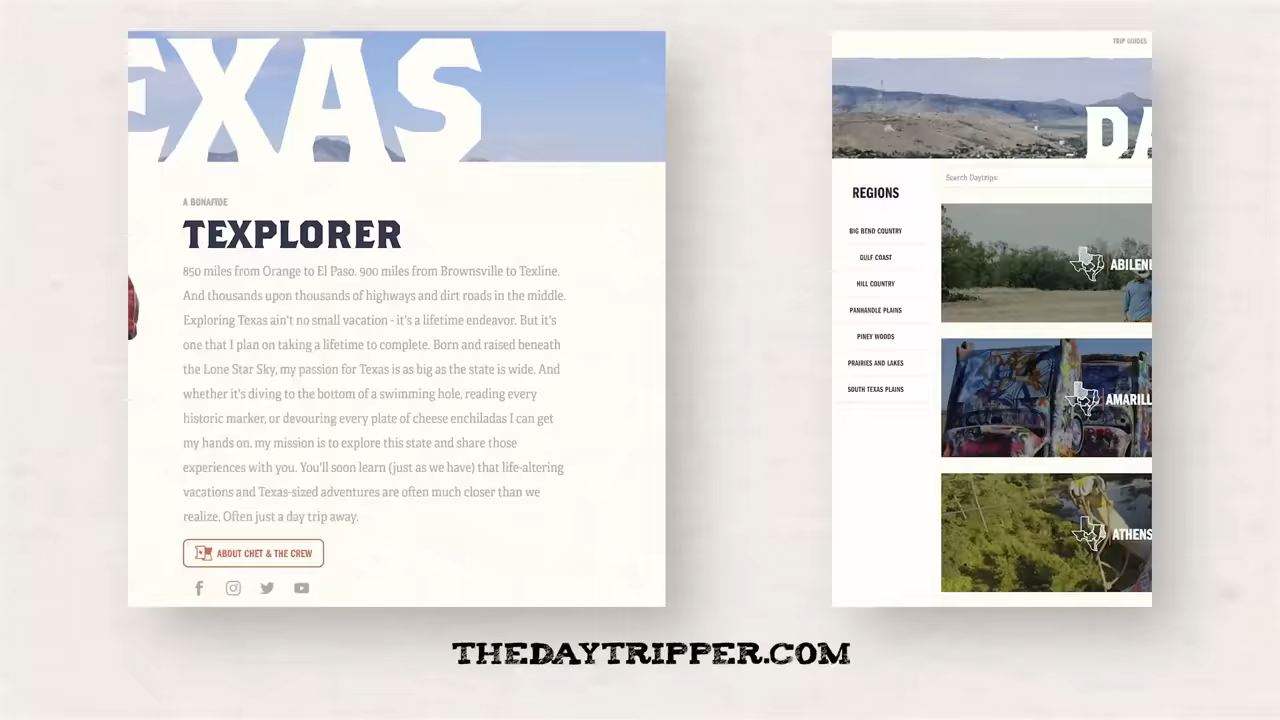 EXAS
A BONAFIDE
TEXPLORER
850 miles from Orange to El Paso. 900 miles from Brownsville to Texline.
And thousands upon thousands of highways and dirt roads in the middle.
Exploring Texas ain't no small vacation - it's a lifetime endeavor. But it's
one that I plan on taking a lifetime to complete. Born and raised beneath
the Lone Star Sky, my passion for Texas is as big as the state is wide. And
whether it's diving to the bottom of a swimming hole, reading every
historic marker, or devouring every plate of cheese enchiladas I can get
my hands on, my mission is to explore this state and share those
experiences with you. You'll soon learn (just as we have) that life-altering
vacations and Texas-sized adventures are often much closer than we
realize. Often just a day trip away.
ABOUT CHET & THE CREW
TRIP GUIDES
DA
Search Daytrips
REGIONS
BIG BEND COUNTRY
GULF COAST
HILL COUNTRY
PANHANDLE PLAINS
PINEY WOODS
PRAIRIES AND LAKES
SOUTH TEXAS PLAINS
ABILEN
AMARILL
ATHENS
THEDAYTRIPPER.COM